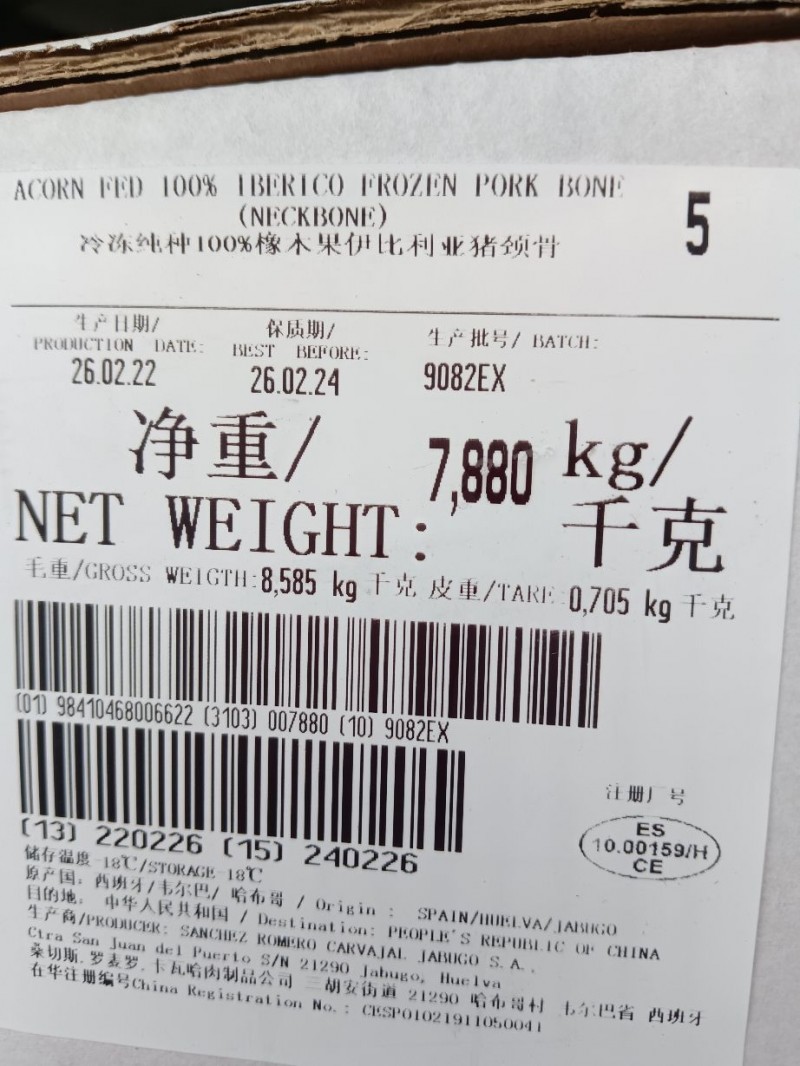 ACORN FED 100% IBERICO FROZEN PORK BONE
(NECKBONE)
冷冻纯种100%橡木果伊比利亚猪颈骨
5
生产日期/
PRODUCTION DATE:
26.02.22
保质期/
BEST BEFORE:
26.02.24
生产批号/ BATCH:
9082EX
净重/
NET WEIGHT:
7,880
kg/
千克
毛重/GROSS WEIGTH:8,585 kg 千克 皮重/TARE:0,705 kg 千克
(01) 98410468006622 (3103) 007880 (10) 9082EX
(13) 220226 (15) 240226
注册厂号
ES
10.00159/H
CE
储存温度-18℃/STORAGE-18℃
原产国: 西班牙/韦尔巴/ 哈布哥 / Origin : SPAIN/HUELVA/JABUGO
目的地: 中华人民共和国 / Destination: PEOPLE'S REPUBLIC OF CHINA
生产商/PRODUCER: SANCHEZ ROMERO CARVAJAL JABUGO S.A.,
Ctra San Juan del Puerto S/N 21290 Jabugo, Huelva
桑切斯.罗麦罗.卡瓦哈肉制品公司 三胡安街道 21290 哈布哥村 韦尔巴省 西班牙
在华注册编号China Registration No.: CESP01021911050041